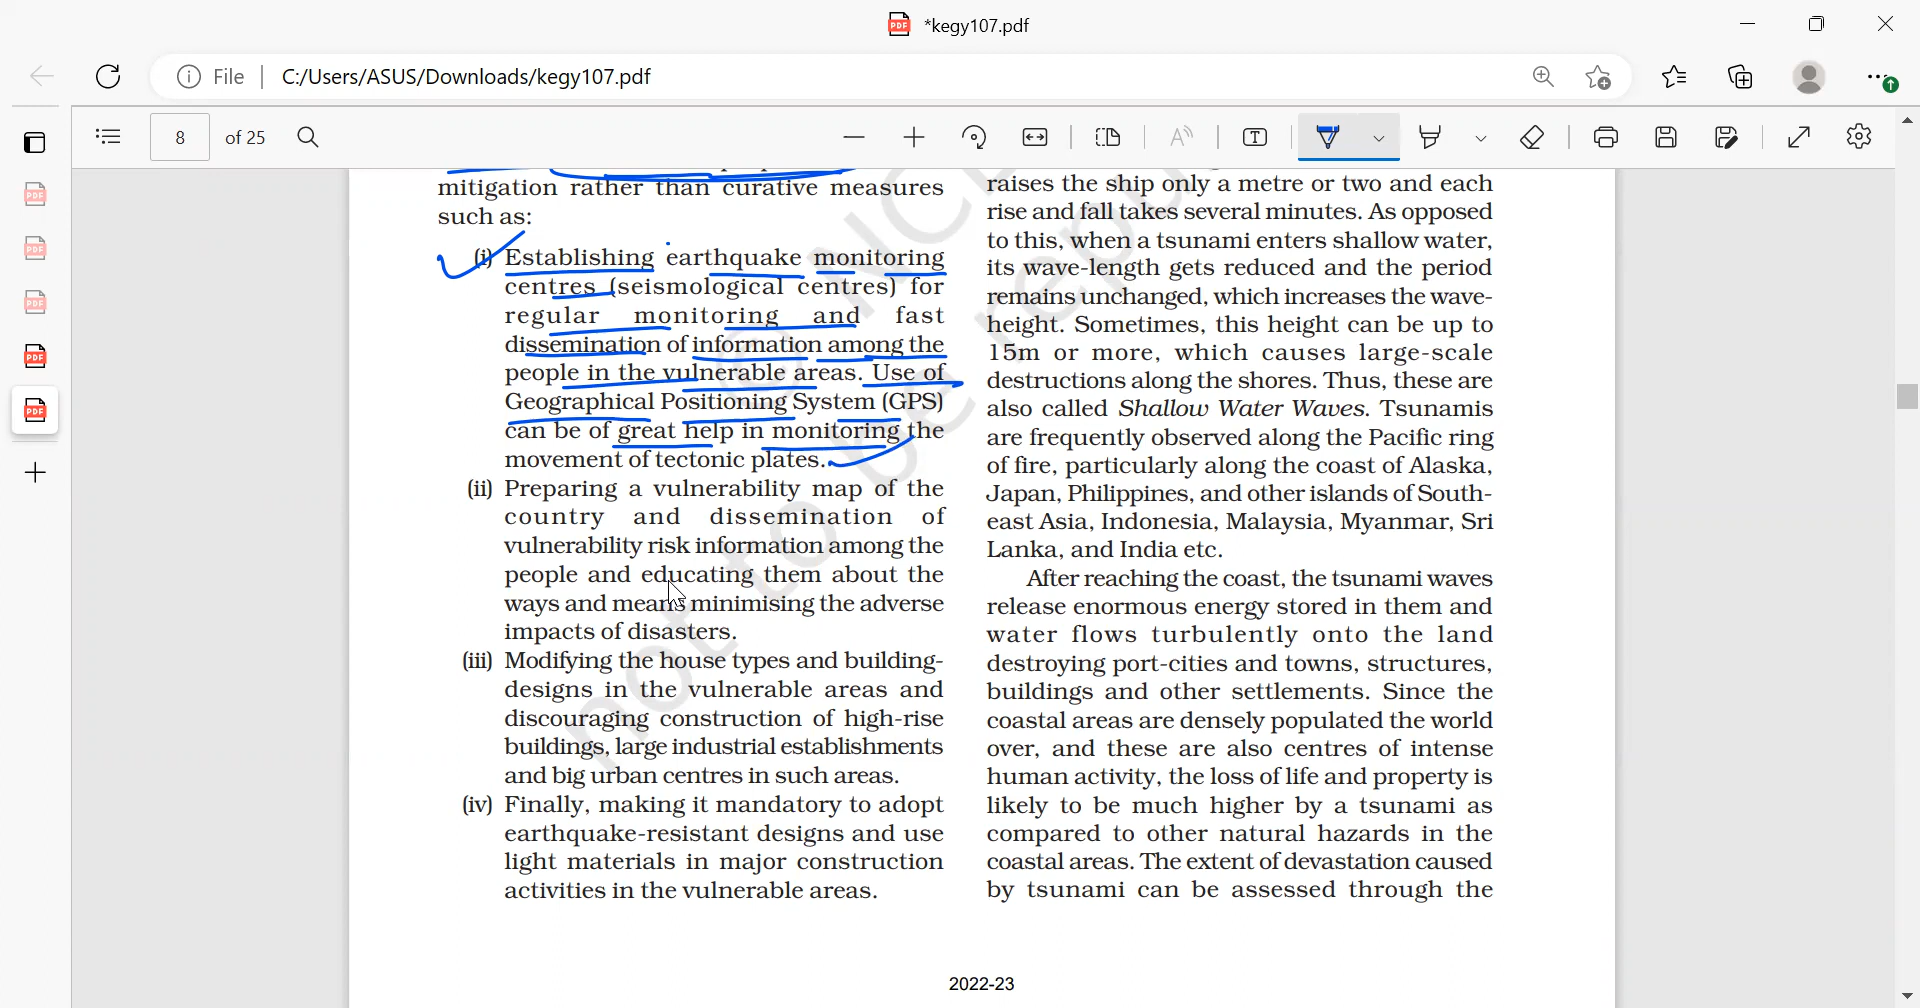 *kegy107.pdf
File
C:/Users/ASUS/Downloads/kegy107.pdf
8 of 25
mitigation rather than curative measures
such as:
(i) Establishing earthquake monitoring
centres (seismological centres) for
regular monitoring and fast
dissemination of information among the
people in the vulnerable areas. Use of
Geographical Positioning System (GPS)
can be of great help in monitoring the
movement of tectonic plates.
(ii) Preparing a vulnerability map of the
country and dissemination of
vulnerability risk information among the
people and educating them about the
ways and means minimising the adverse
impacts of disasters.
(iii) Modifying the house types and building-
designs in the vulnerable areas and
discouraging construction of high-rise
buildings, large industrial establishments
and big urban centres in such areas.
(iv) Finally, making it mandatory to adopt
earthquake-resistant designs and use
light materials in major construction
activities in the vulnerable areas.
raises the ship only a metre or two and each
rise and fall takes several minutes. As opposed
to this, when a tsunami enters shallow water,
its wave-length gets reduced and the period
remains unchanged, which increases the wave-
height. Sometimes, this height can be up to
15m or more, which causes large-scale
destructions along the shores. Thus, these are
also called Shallow Water Waves. Tsunamis
are frequently observed along the Pacific ring
of fire, particularly along the coast of Alaska,
Japan, Philippines, and other islands of South-
east Asia, Indonesia, Malaysia, Myanmar, Sri
Lanka, and India etc.
After reaching the coast, the tsunami waves
release enormous energy stored in them and
water flows turbulently onto the land
destroying port-cities and towns, structures,
buildings and other settlements. Since the
coastal areas are densely populated the world
over, and these are also centres of intense
human activity, the loss of life and property is
likely to be much higher by a tsunami as
compared to other natural hazards in the
coastal areas. The extent of devastation caused
by tsunami can be assessed through the
2022-23
not to be